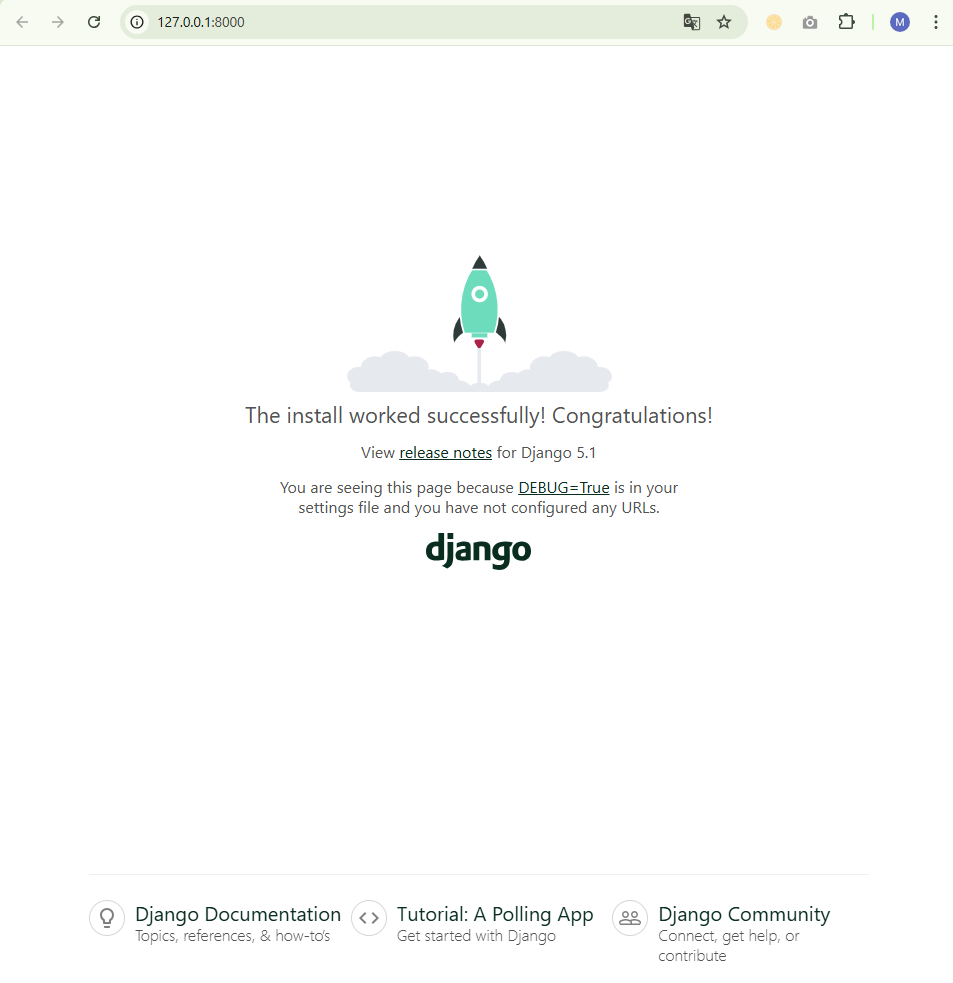 127.0.0.1:8000
M
The install worked successfully! Congratulations!
View release notes for Django 5.1
You are seeing this page because DEBUG=True is in your
settings file and you have not configured any URLs.
django
Django Documentation
Topics, references, & how-to's
Tutorial: A Polling App
Get started with Django
Django Community
Connect, get help, or
contribute